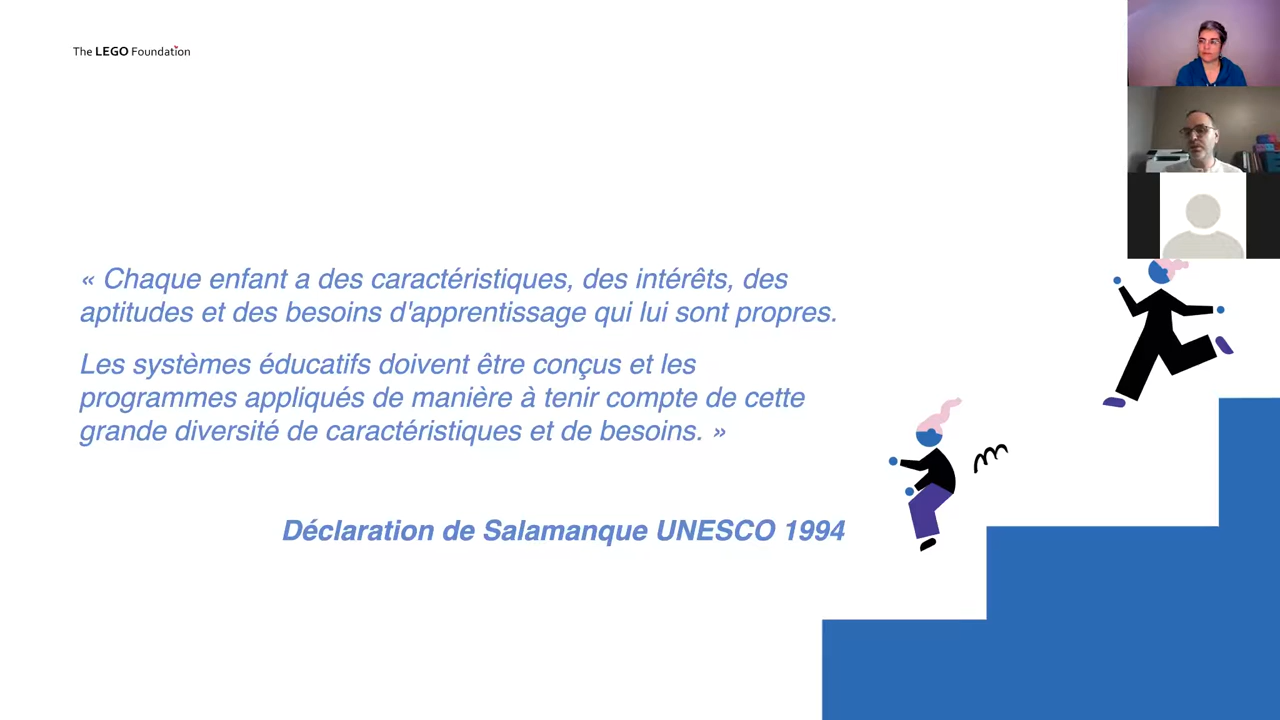 The LEGO Foundation
« Chaque enfant a des caractéristiques, des intérêts, des
aptitudes et des besoins d'apprentissage qui lui sont propres.
Les systèmes éducatifs doivent être conçus et les
programmes appliqués de manière à tenir compte de cette
grande diversité de caractéristiques et de besoins. »
Déclaration de Salamanque UNESCO 1994